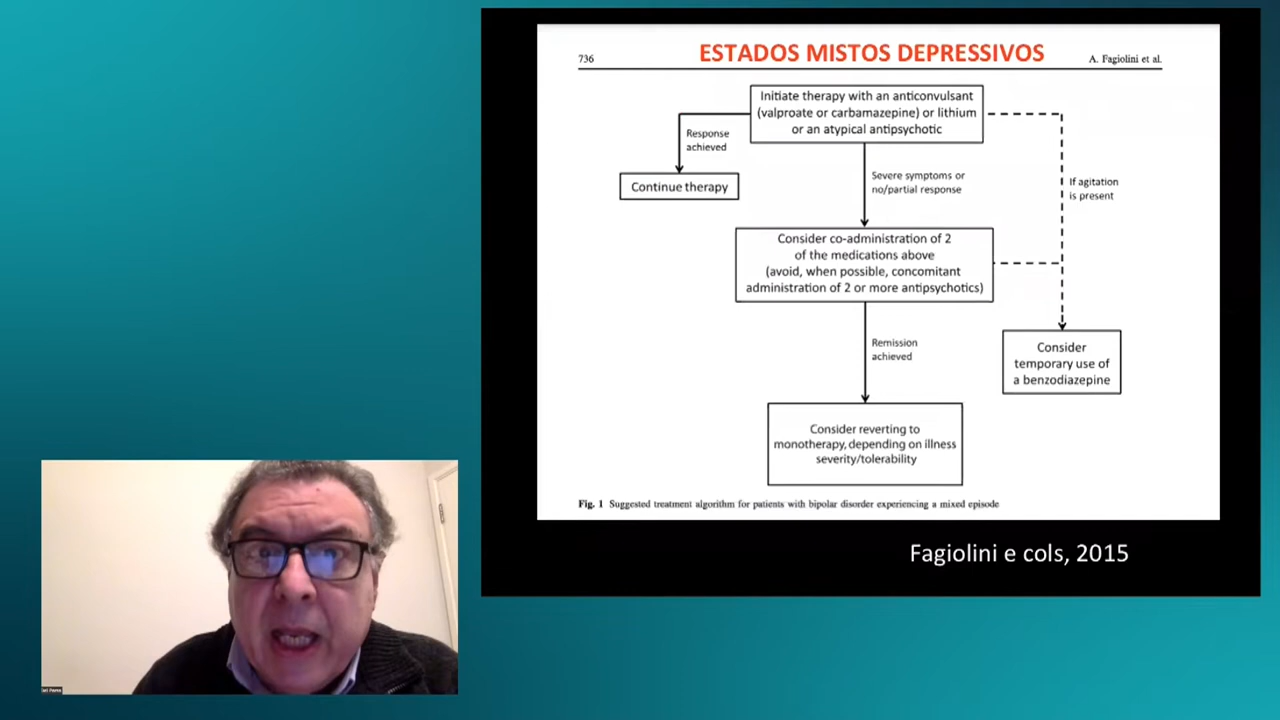 736
ESTADOS MISTOS DEPRESSIVOS
A. Fagiolini et al.
Initiate therapy with an anticonvulsant
(valproate or carbamazepine) or lithium
or an atypical antipsychotic
Response
achieved
Continue therapy
Severe symptoms or
no/partial response
If agitation
is present
Consider co-administration of 2
of the medications above
(avoid, when possible, concomitant
administration of 2 or more antipsychotics)
Remission
achieved
Consider
temporary use of
a benzodiazepine
Consider reverting to
monotherapy, depending on illness
severity/tolerability
Fig. 1 Suggested treatment algorithm for patients with bipolar disorder experiencing a mixed episode
Fagiolini e cols, 2015